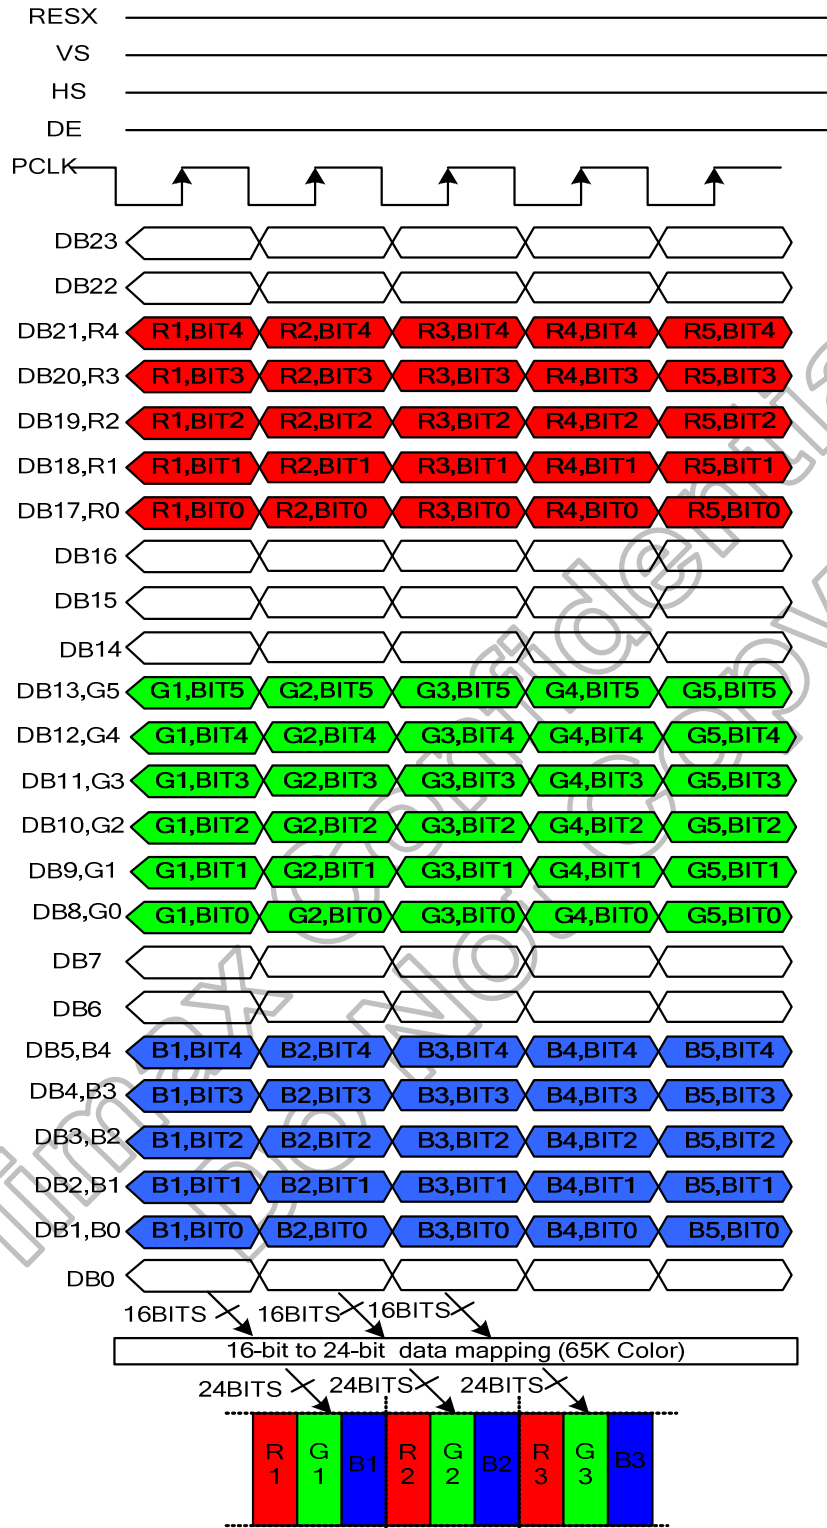 RESX
VS
HS
DE
PCLK
DB23
DB22
DB21,R4 R1,BIT4 R2,BIT4 R3,BIT4 R4,BIT4 R5,BIT4
DB20,R3 R1,BIT3 R2,BIT3 R3,BIT3 R4,BIT3 R5,BIT3
DB19,R2 R1,BIT2 R2,BIT2 R3,BIT2 R4,BIT2 R5,BIT2
DB18,R1 R1,BIT1 R2,BIT1 R3,BIT1 R4,BIT1 R5,BIT1
DB17,R0 R1,BIT0 R2,BIT0 R3,BIT0 R4,BIT0 R5,BIT0
DB16
DB15
DB14
DB13,G5 G1,BIT5 G2,BIT5 G3,BIT5 G4,BIT5 G5,BIT5
DB12,G4 G1,BIT4 G2,BIT4 G3,BIT4 G4,BIT4 G5,BIT4
DB11,G3 G1,BIT3 G2,BIT3 G3,BIT3 G4,BIT3 G5,BIT3
DB10,G2 G1,BIT2 G2,BIT2 G3,BIT2 G4,BIT2 G5,BIT2
DB9,G1 G1,BIT1 G2,BIT1 G3,BIT1 G4,BIT1 G5,BIT1
DB8,G0 G1,BIT0 G2,BIT0 G3,BIT0 G4,BIT0 G5,BIT0
DB7
DB6
DB5,B4 B1,BIT4 B2,BIT4 B3,BIT4 B4,BIT4 B5,BIT4
DB4,B3 B1,BIT3 B2,BIT3 B3,BIT3 B4,BIT3 B5,BIT3
DB3,B2 B1,BIT2 B2,BIT2 B3,BIT2 B4,BIT2 B5,BIT2
DB2,B1 B1,BIT1 B2,BIT1 B3,BIT1 B4,BIT1 B5,BIT1
DB1,B0 B1,BIT0 B2,BIT0 B3,BIT0 B4,BIT0 B5,BIT0
DB0
16BITS 16BITS 16BITS
16-bit to 24-bit data mapping (65K Color)
24BITS 24BITS 24BITS
R1 G1 B1 R2 G2 B2 R3 G3 B3
imax Confidentia
Do Not Copy